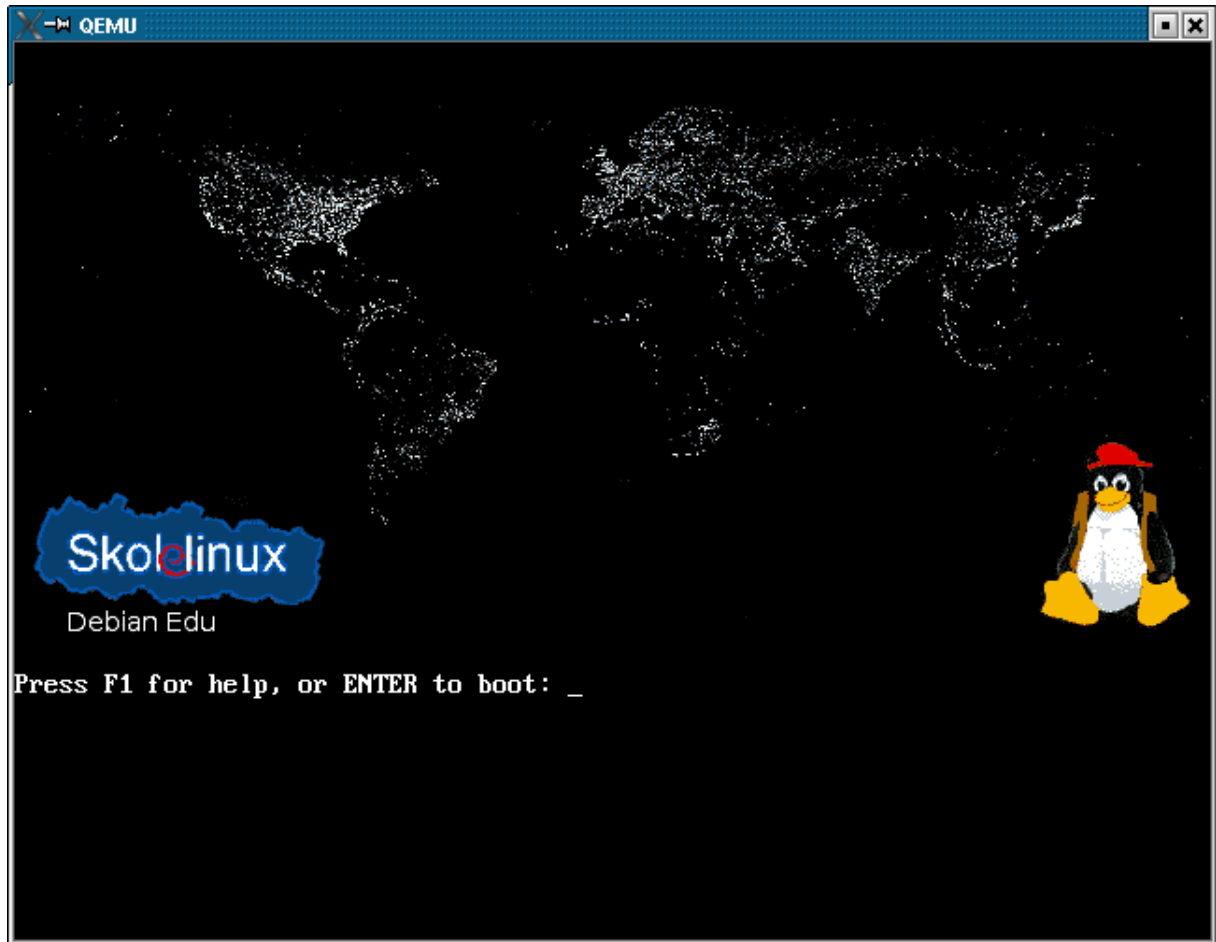 QEMU
Skolelinux
Debian Edu
Press F1 for help, or ENTER to boot: _